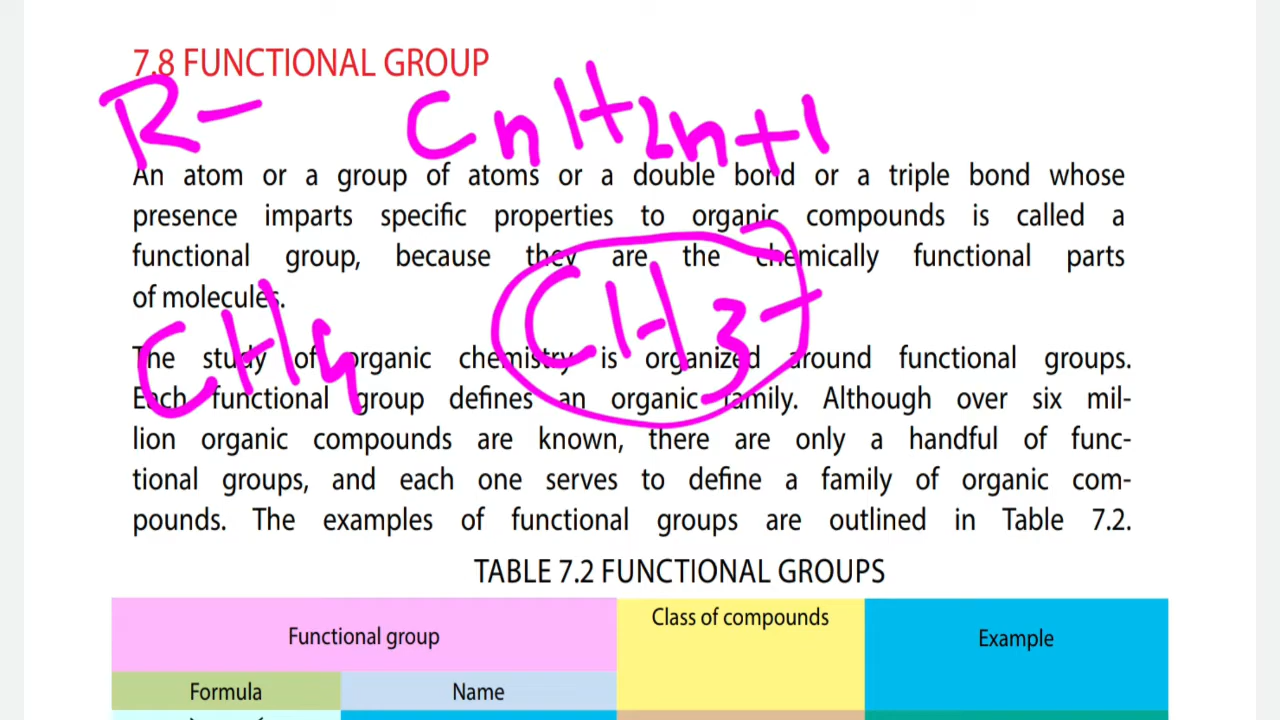 7.8 FUNCTIONAL GROUP
R- CnH2n+1
An atom or a group of atoms or a double bond or a triple bond whose
presence imparts specific properties to organic compounds is called a
functional group, because they are the chemically functional parts
of molecules.
CH4 CH3-
The study of organic chemistry is organized around functional groups.
Each functional group defines an organic family. Although over six mil-
lion organic compounds are known, there are only a handful of func-
tional groups, and each one serves to define a family of organic com-
pounds. The examples of functional groups are outlined in Table 7.2.
TABLE 7.2 FUNCTIONAL GROUPS
Functional group Class of compounds Example
Formula Name